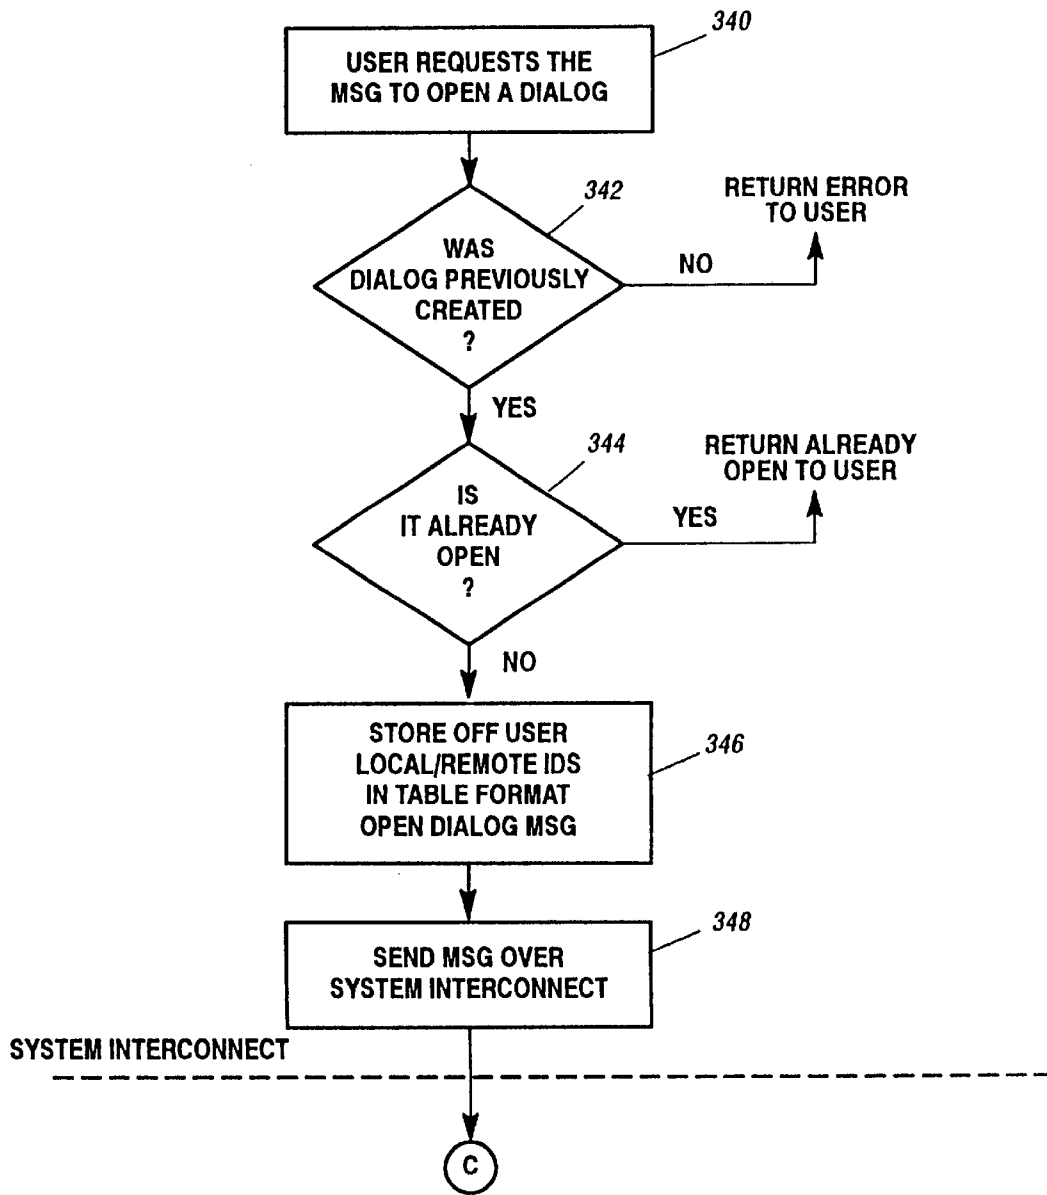 340
USER REQUESTS THE
MSG TO OPEN A DIALOG
342
RETURN ERROR
TO USER
WAS
DIALOG PREVIOUSLY
CREATED
?
NO
YES
344
RETURN ALREADY
OPEN TO USER
IS
IT ALREADY
OPEN
?
YES
NO
STORE OFF USER
LOCAL/REMOTE IDS
IN TABLE FORMAT
OPEN DIALOG MSG
346
348
SEND MSG OVER
SYSTEM INTERCONNECT
SYSTEM INTERCONNECT
C